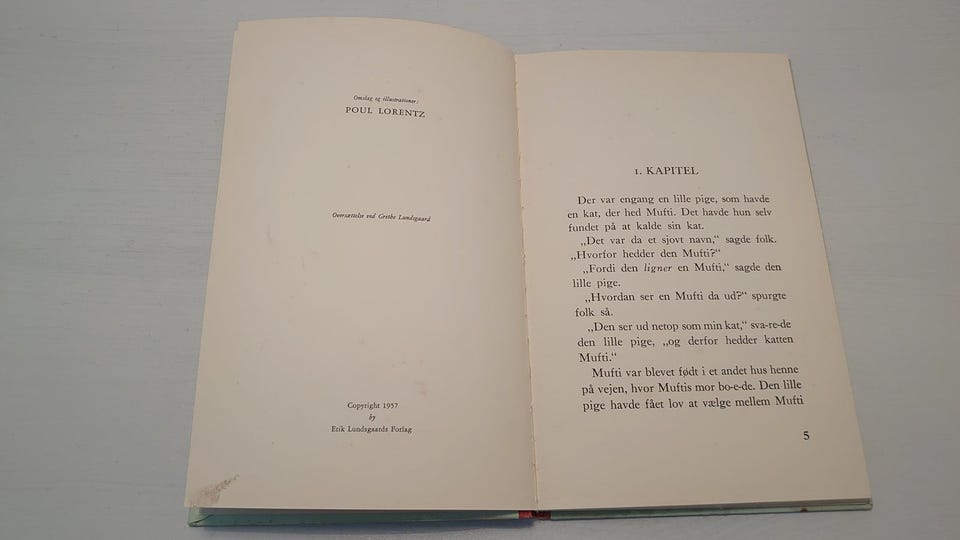 Omslag og illustrationer:
POUL LORENTZ
Oversættelse ved Grethe Lundsgaard
Copyright 1957
by
Erik Lundsgaards Forlag
1. KAPITEL
Der var engang en lille pige, som havde
en kat, der hed Mufti. Det havde hun selv
fundet på at kalde sin kat.
„Det var da et sjovt navn,“ sagde folk.
„Hvorfor hedder den Mufti?“
„Fordi den ligner en Mufti,“ sagde den
lille pige.
„Hvordan ser en Mufti da ud?“ spurgte
folk så.
„Den ser ud netop som min kat,“ sva-re-de
den lille pige, „og derfor hedder katten
Mufti.“
Mufti var blevet født i et andet hus henne
på vejen, hvor Muftis mor bo-e-de. Den lille
pige havde fået lov at vælge mellem Mufti
5